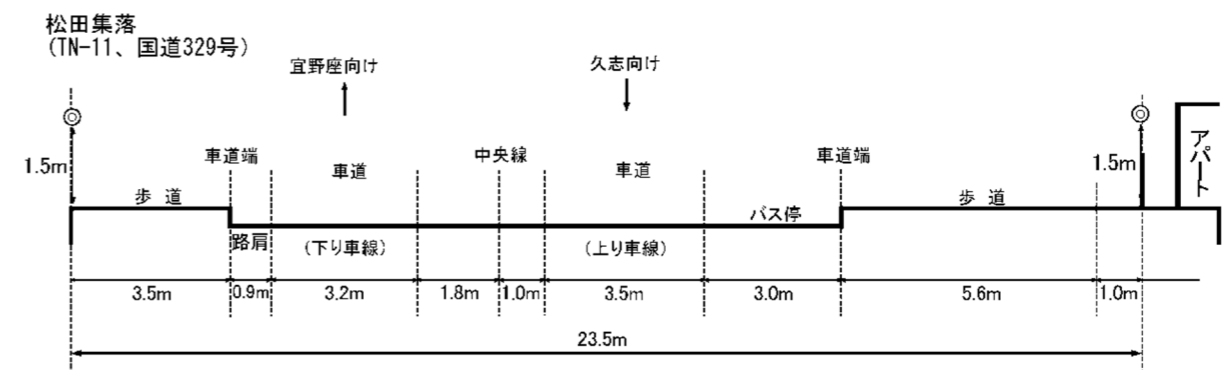 松田集落
(TN-11、国道329号)
宜野座向け
久志向け
1.5m
歩 道
車道端
車道
中央線
車道
車道端
歩 道
1.5m
アパート
路肩
(下り車線)
(上り車線)
バス停
3.5m
0.9m
3.2m
1.8m
1.0m
3.5m
3.0m
5.6m
1.0m
23.5m